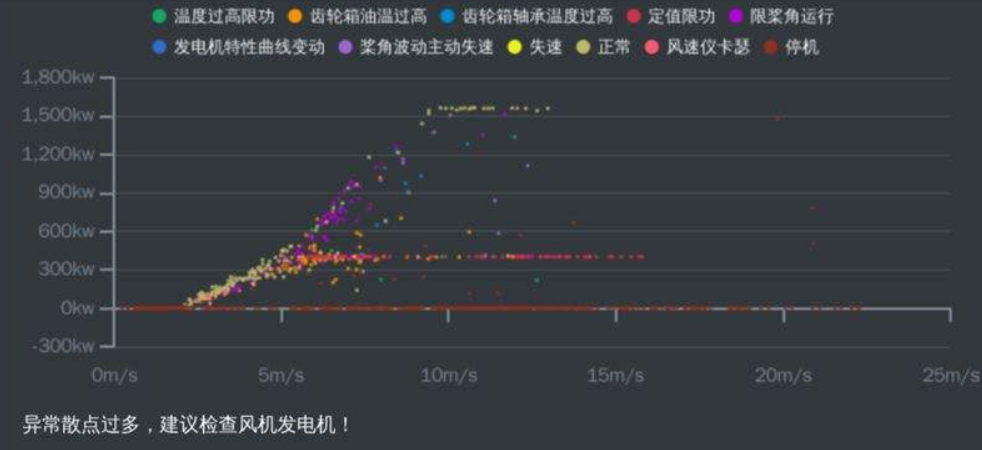 温度过高限功 齿轮箱油温过高 齿轮箱轴承温度过高 定值限功 限桨角运行
发电机特性曲线变动 桨角波动主动失速 失速 正常 风速仪卡瑟 停机
1,800kw
1,500kw
1,200kw
900kw
600kw
300kw
0kw
-300kw
0m/s 5m/s 10m/s 15m/s 20m/s 25m/s
异常散点过多，建议检查风机发电机！